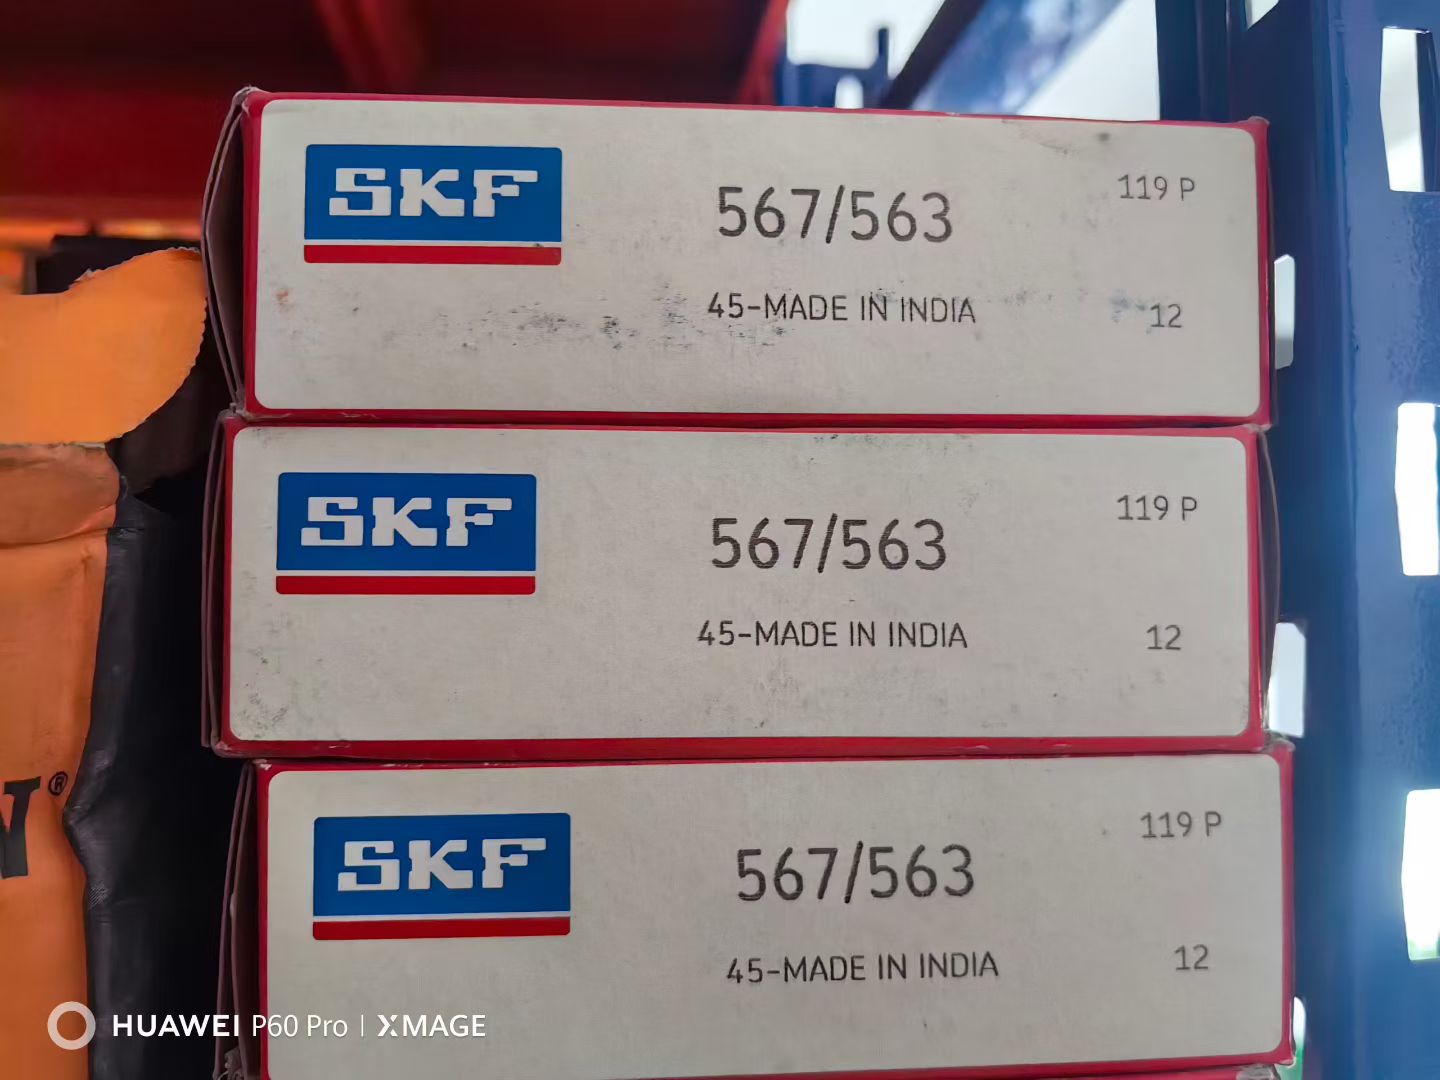 SKF
567/563
119 P
45-MADE IN INDIA
12
SKF
567/563
119 P
45-MADE IN INDIA
12
SKF
567/563
119 P
45-MADE IN INDIA
12
®
HUAWEI P60 Pro | XMAGE